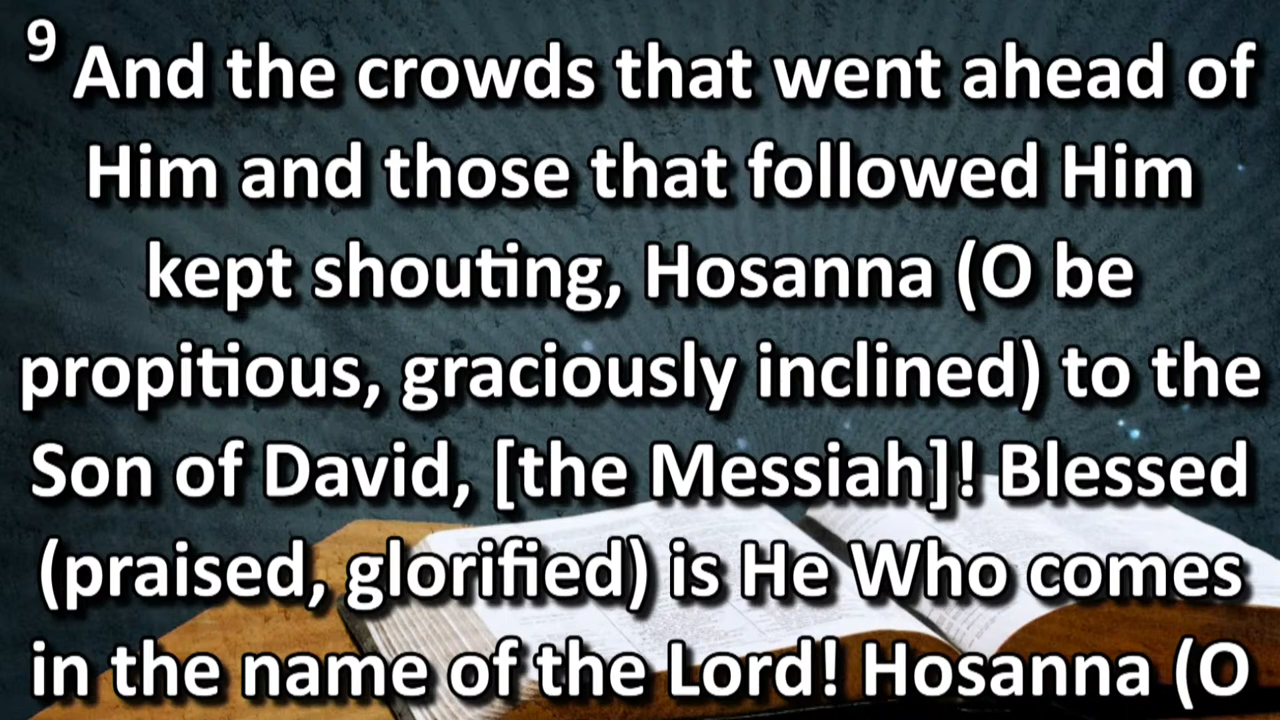 9 And the crowds that went ahead of
Him and those that followed Him
kept shouting, Hosanna (O be
propitious, graciously inclined) to the
Son of David, [the Messiah]! Blessed
(praised, glorified) is He Who comes
in the name of the Lord! Hosanna (O